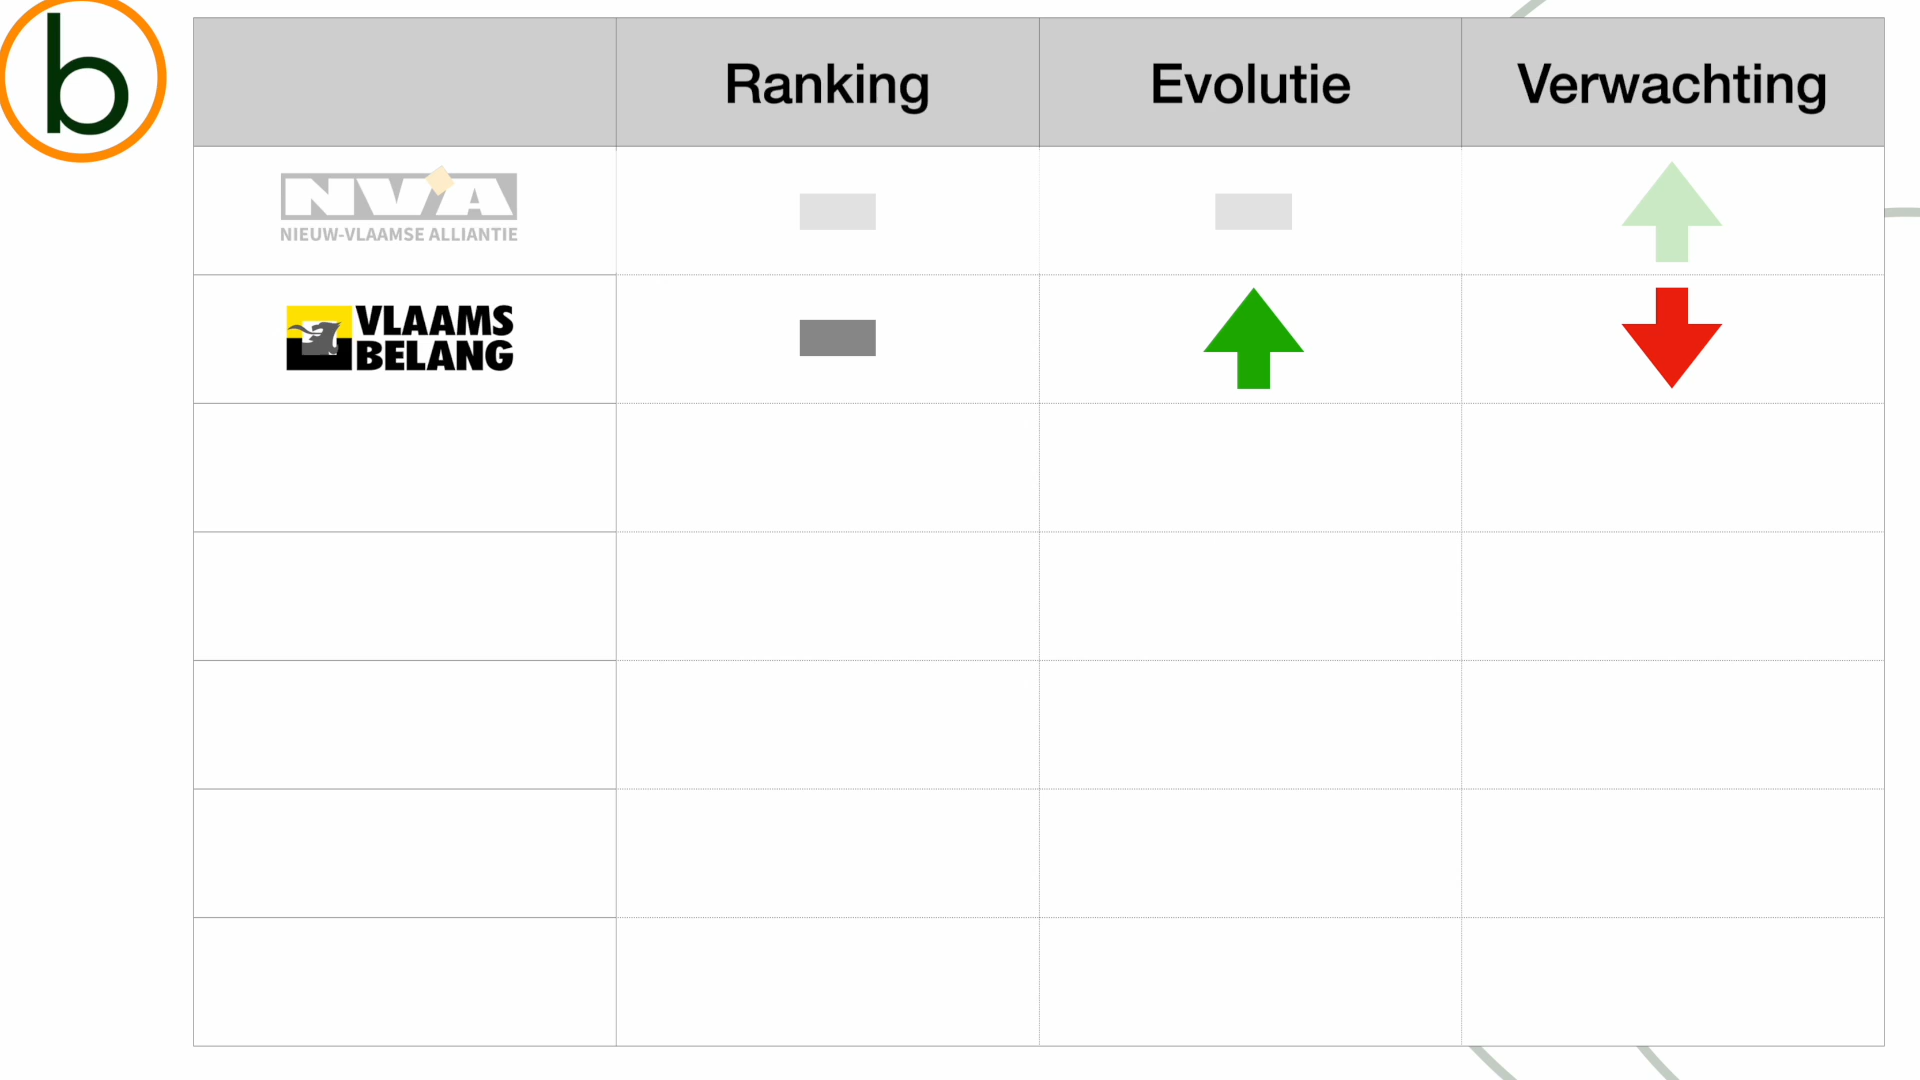 b
Ranking Evolutie Verwachting
NVA
NIEUW-VLAAMSE ALLIANTIE
VLAAMS
BELANG